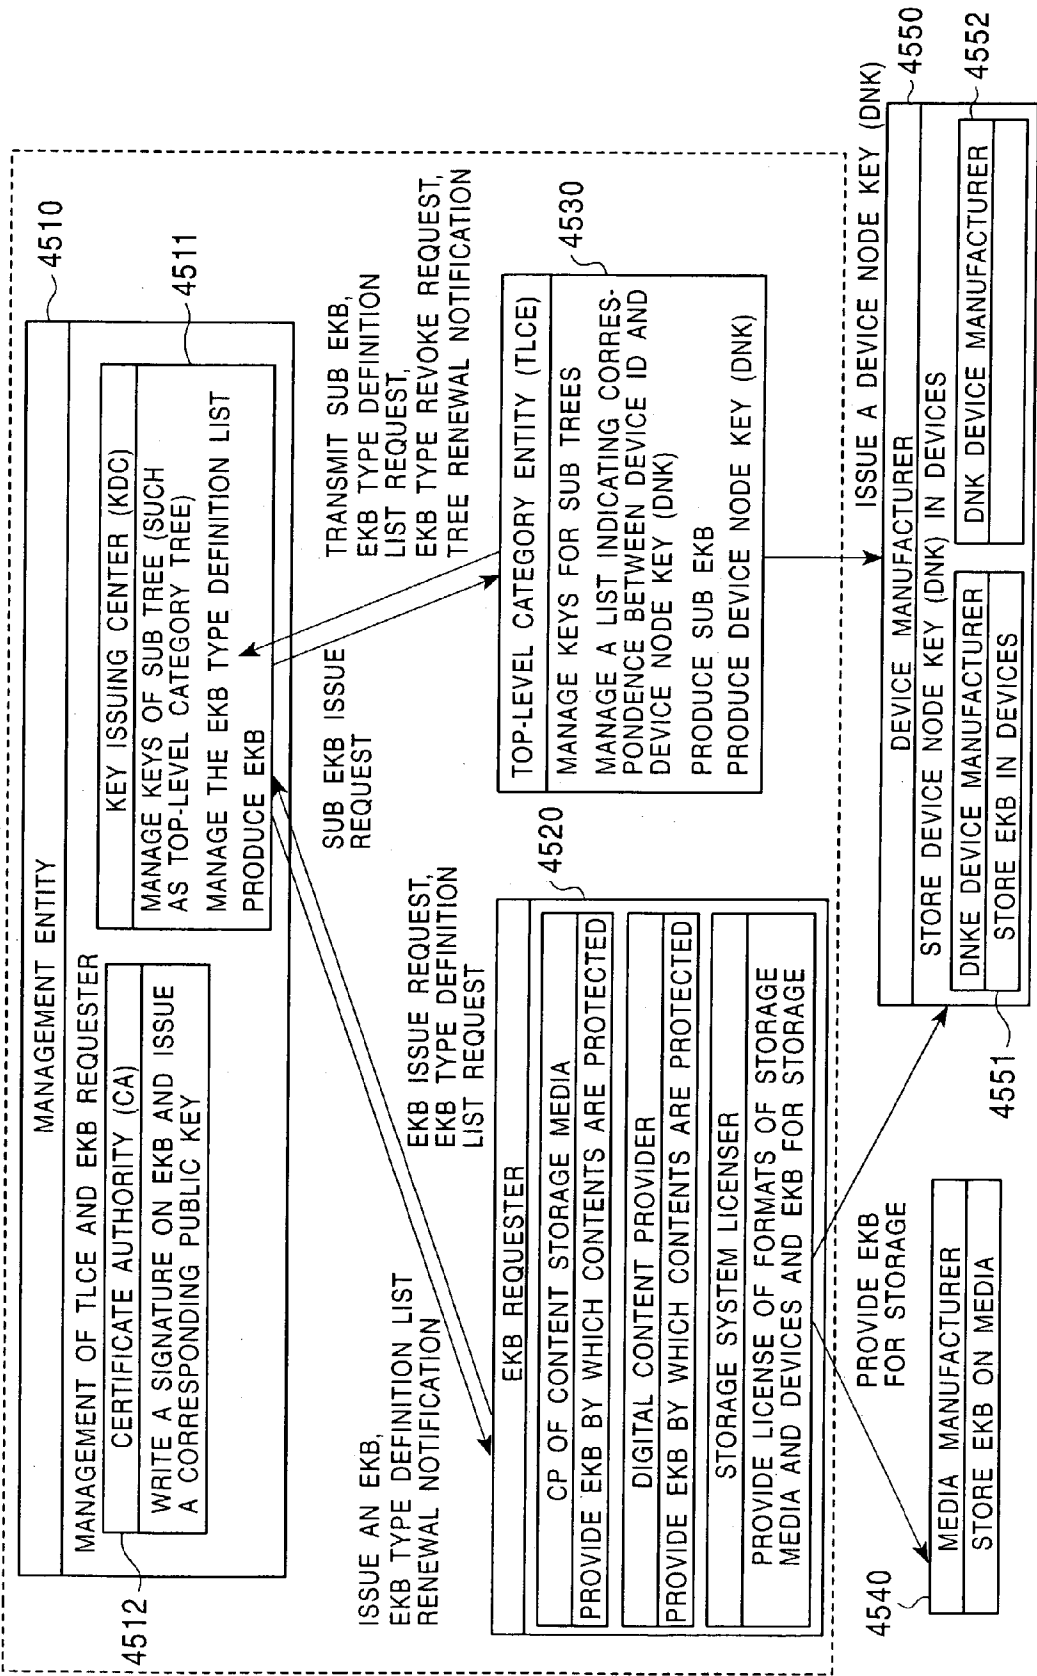 4510
MANAGEMENT ENTITY
MANAGEMENT OF TLCE AND EKB REQUESTER
4512
CERTIFICATE AUTHORITY (CA)
WRITE A SIGNATURE ON EKB AND ISSUE
A CORRESPONDING PUBLIC KEY
4511
KEY ISSUING CENTER (KDC)
MANAGE KEYS OF SUB TREE (SUCH
AS TOP-LEVEL CATEGORY TREE)
MANAGE THE EKB TYPE DEFINITION LIST
PRODUCE EKB
ISSUE AN EKB,
EKB TYPE DEFINITION LIST
RENEWAL NOTIFICATION
EKB ISSUE REQUEST,
EKB TYPE DEFINITION
LIST REQUEST
SUB EKB ISSUE
REQUEST
TRANSMIT SUB EKB,
EKB TYPE DEFINITION
LIST REQUEST,
EKB TYPE REVOKE REQUEST,
TREE RENEWAL NOTIFICATION
4520
EKB REQUESTER
CP OF CONTENT STORAGE MEDIA
PROVIDE EKB BY WHICH CONTENTS ARE PROTECTED
DIGITAL CONTENT PROVIDER
PROVIDE EKB BY WHICH CONTENTS ARE PROTECTED
STORAGE SYSTEM LICENSER
PROVIDE LICENSE OF FORMATS OF STORAGE
MEDIA AND DEVICES AND EKB FOR STORAGE
4530
TOP-LEVEL CATEGORY ENTITY (TLCE)
MANAGE KEYS FOR SUB TREES
MANAGE A LIST INDICATING CORRES-
PONDENCE BETWEEN DEVICE ID AND
DEVICE NODE KEY (DNK)
PRODUCE SUB EKB
PRODUCE DEVICE NODE KEY (DNK)
PROVIDE EKB
FOR STORAGE
ISSUE A DEVICE NODE KEY (DNK)
4540
MEDIA MANUFACTURER
STORE EKB ON MEDIA
4550
DEVICE MANUFACTURER
STORE DEVICE NODE KEY (DNK) IN DEVICES
4551
DNKE DEVICE MANUFACTURER
STORE EKB IN DEVICES
4552
DNK DEVICE MANUFACTURER